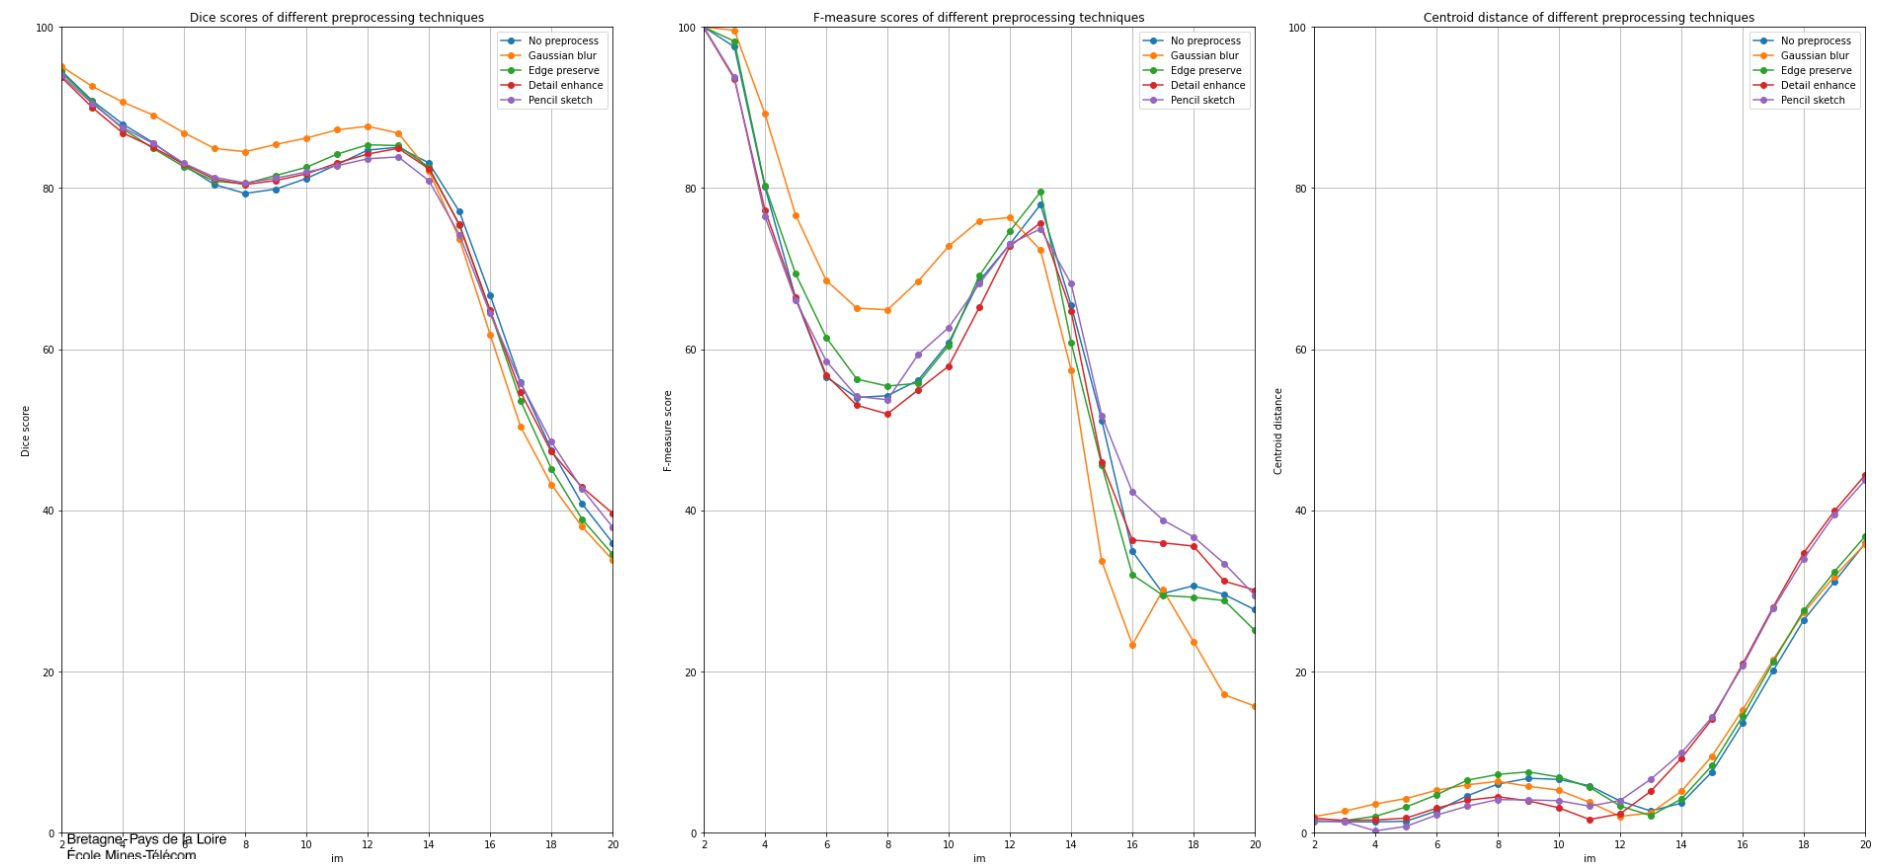 Dice scores of different preprocessing techniques
100
80
60
40
20
0
Dice score
No preprocess
Gaussian blur
Edge preserve
Detail enhance
Pencil sketch
2 4 6 8 10 12 14 16 18 20
im
Bretagne-Pays de la Loire
École Mines-Télécom
F-measure scores of different preprocessing techniques
100
80
60
40
20
0
F-measure score
No preprocess
Gaussian blur
Edge preserve
Detail enhance
Pencil sketch
2 4 6 8 10 12 14 16 18 20
im
Centroid distance of different preprocessing techniques
100
80
60
40
20
0
Centroid distance
No preprocess
Gaussian blur
Edge preserve
Detail enhance
Pencil sketch
2 4 6 8 10 12 14 16 18 20
im